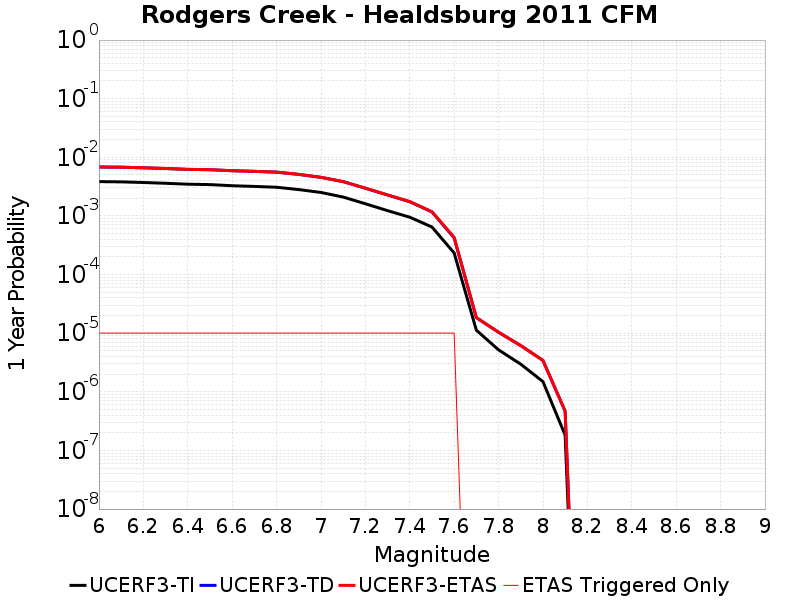 Rodgers Creek - Healdsburg 2011 CFM
1 Year Probability
10^0
10^-1
10^-2
10^-3
10^-4
10^-5
10^-6
10^-7
10^-8
6 6.2 6.4 6.6 6.8 7 7.2 7.4 7.6 7.8 8 8.2 8.4 8.6 8.8 9
Magnitude
UCERF3-TI UCERF3-TD UCERF3-ETAS ETAS Triggered Only